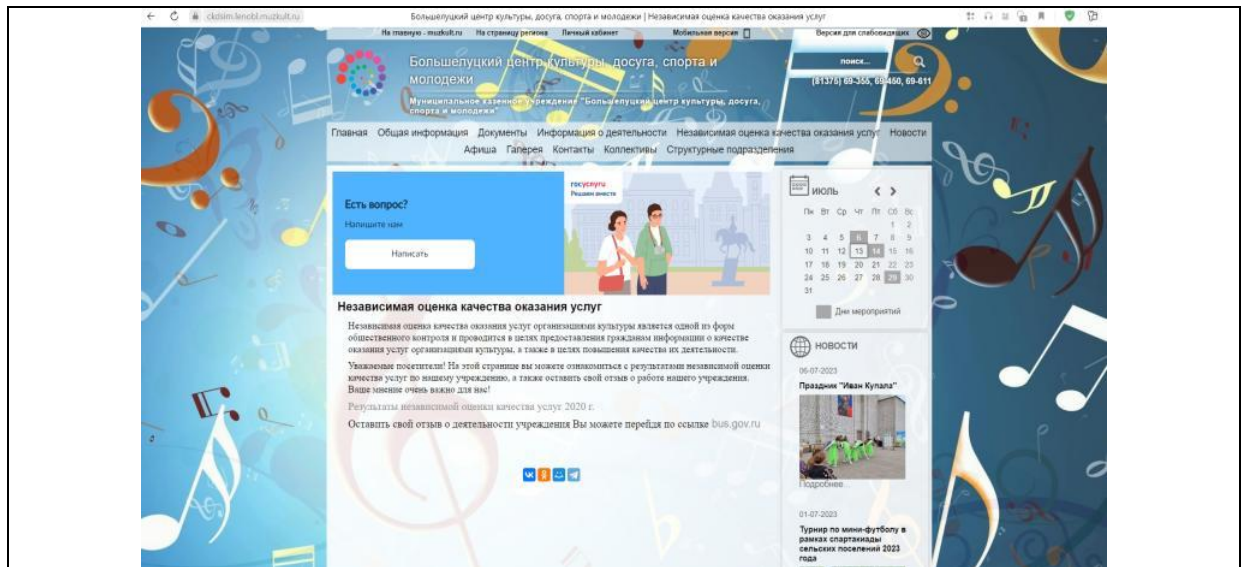 ckdsim.lenobl.muzkult.ru
Большелуцкий центр культуры, досуга, спорта и молодежи | Независимая оценка качества оказания услуг
На главную - muzkult.ru На страницу региона Личный кабинет Мобильная версия Версия для слабовидящих
Большелуцкий центр культуры, досуга, спорта и
молодежи
поиск...
(81375) 69-355, 69-450, 69-611
Муниципальное казенное учреждение "Большелуцкий центр культуры, досуга,
спорта и молодежи"
Главная Общая информация Документы Информация о деятельности Независимая оценка качества оказания услуг Новости
Афиша Галерея Контакты Коллективы Структурные подразделения
госуслуги
Решаем вместе
Есть вопрос?
Напишите нам
Написать
Независимая оценка качества оказания услуг
Независимая оценка качества оказания услуг организациями культуры является одной из форм
общественного контроля и проводится в целях предоставления гражданам информации о качестве
оказания услуг организациями культуры, а также в целях повышения качества их деятельности.
Уважаемые посетители! На этой странице вы можете ознакомиться с результатами независимой оценки
качества услуг по нашему учреждению, а также оставить свой отзыв о работе нашего учреждения.
Ваше мнение очень важно для нас!
Результаты независимой оценки качества услуг 2020 г.
Оставить свой отзыв о деятельности учреждения Вы можете перейдя по ссылке bus.gov.ru
ИЮЛЬ
Пн Вт Ср Чт Пт Сб Вс
1 2
3 4 5 6 7 8 9
10 11 12 13 14 15 16
17 18 19 20 21 22 23
24 25 26 27 28 29 30
31
Дни мероприятий
НОВОСТИ
06-07-2023
Праздник "Иван Купала"
Подробнее...
01-07-2023
Турнир по мини-футболу в
рамках спартакиады
сельских поселений 2023
года